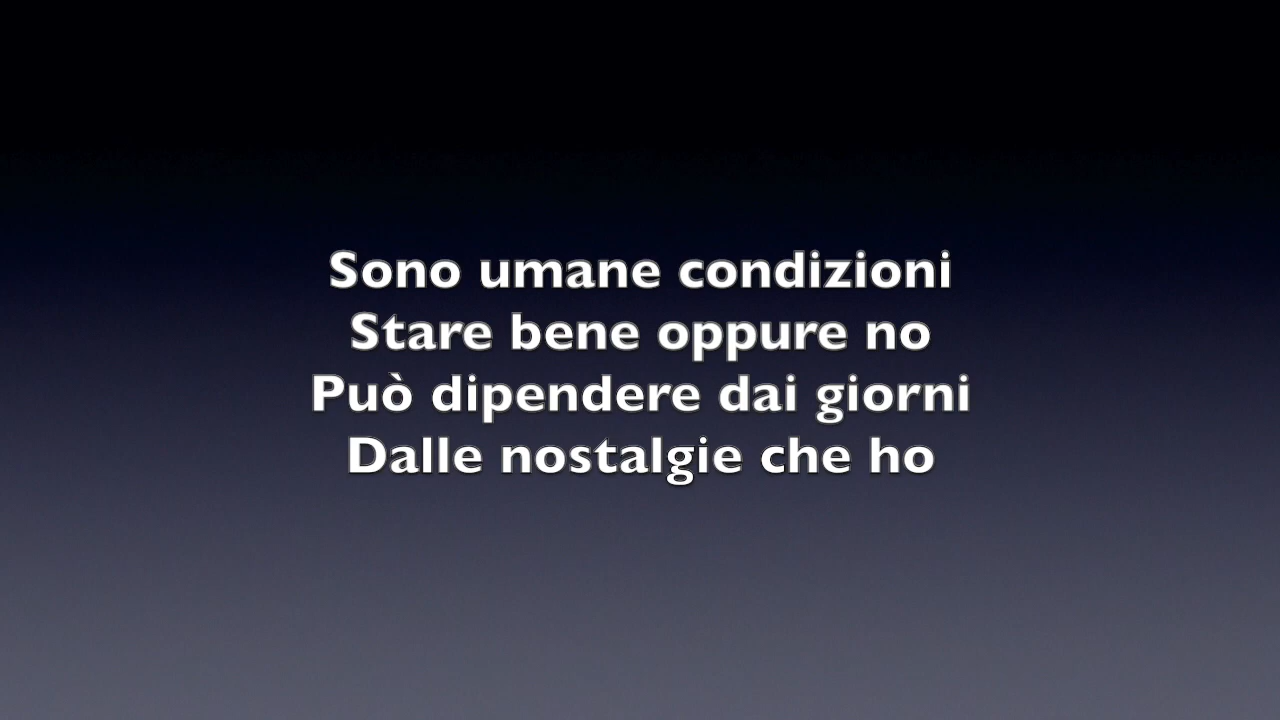 Sono umane condizioni
Stare bene oppure no
Può dipendere dai giorni
Dalle nostalgie che ho